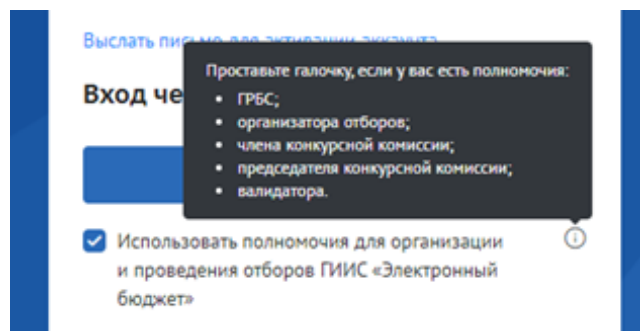 Выслать письмо для активации аккаунта
Проставьте галочку, если у вас есть полномочия:
Вход че
• ГРБС;
• организатора отборов;
• члена конкурсной комиссии;
• председателя конкурсной комиссии;
• валидатора.
Использовать полномочия для организации
и проведения отборов ГИИС «Электронный
бюджет»